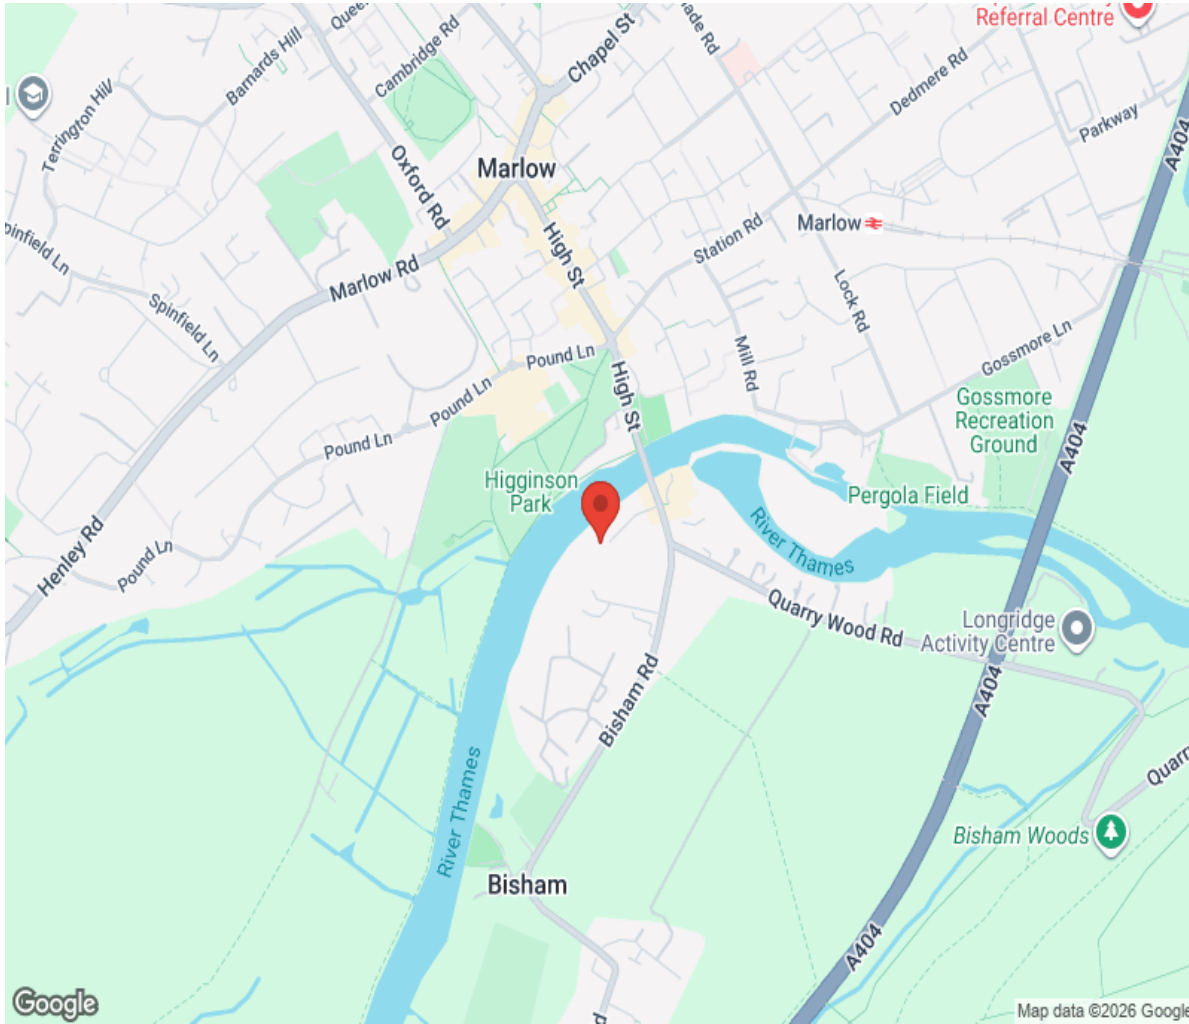 Referral Centre
Chapel St
Cambridge Rd
Barnards Hill
Terrington Hill
Dedmere Rd
Parkway
A404
Marlow
Oxford Rd
Marlow
Station Rd
High St
Spinfield Ln
Marlow Rd
Spinfield Ln
Lock Rd
Gossmore Ln
Mill Rd
Pound Ln
High St
Pound Ln
Gossmore
Recreation
Ground
Pound Ln
A404
Higginson
Park
Pergola Field
River Thames
Henley Rd
Pound Ln
Quarry Wood Rd
Longridge
Activity Centre
Bisham Rd
A404
River Thames
Bisham Woods
Bisham
A404
Google
Map data ©2026 Google